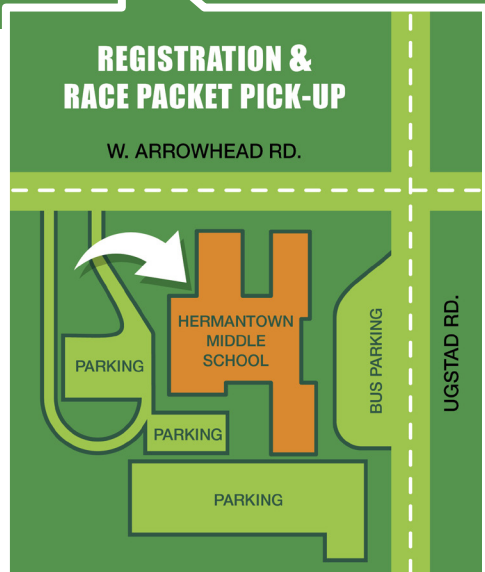 REGISTRATION &
RACE PACKET PICK-UP
W. ARROWHEAD RD.
HERMANTOWN
MIDDLE
SCHOOL
PARKING
PARKING
PARKING
BUS PARKING
UGSTAD RD.